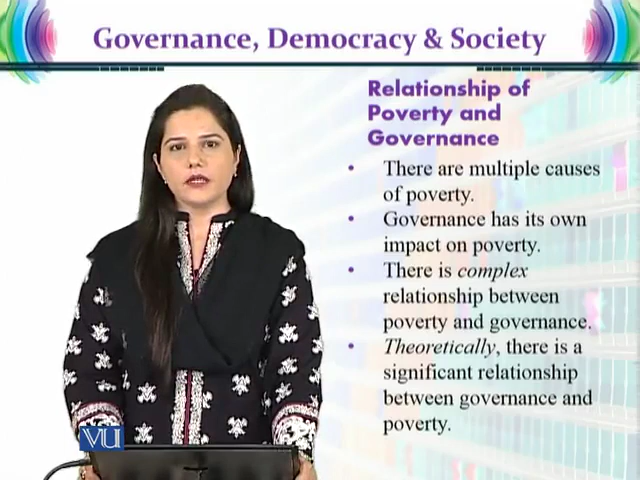 Governance, Democracy & Society
Relationship of
Poverty and
Governance
• There are multiple causes
of poverty.
• Governance has its own
impact on poverty.
• There is complex
relationship between
poverty and governance.
• Theoretically, there is a
significant relationship
between governance and
poverty.
VU